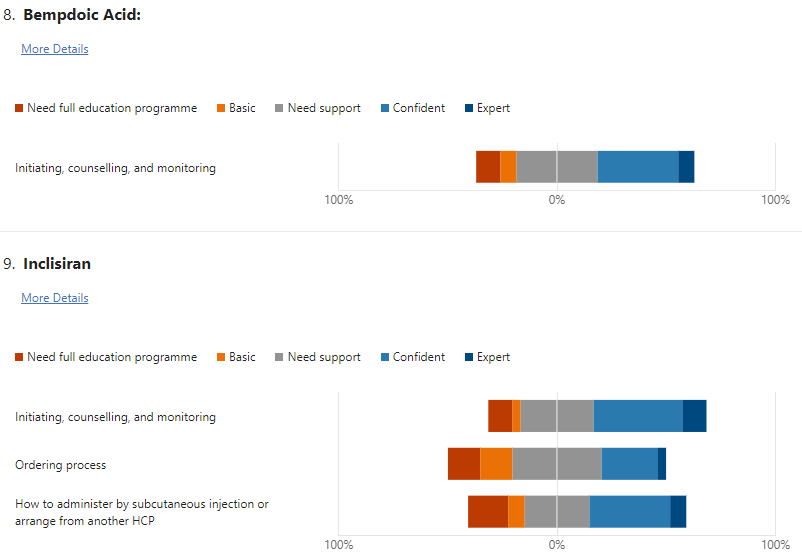 8. Bempdoic Acid:
More Details
Need full education programme Basic Need support Confident Expert
Initiating, counselling, and monitoring
100% 0% 100%
9. Inclisiran
More Details
Need full education programme Basic Need support Confident Expert
Initiating, counselling, and monitoring
Ordering process
How to administer by subcutaneous injection or
arrange from another HCP
100% 0% 100%